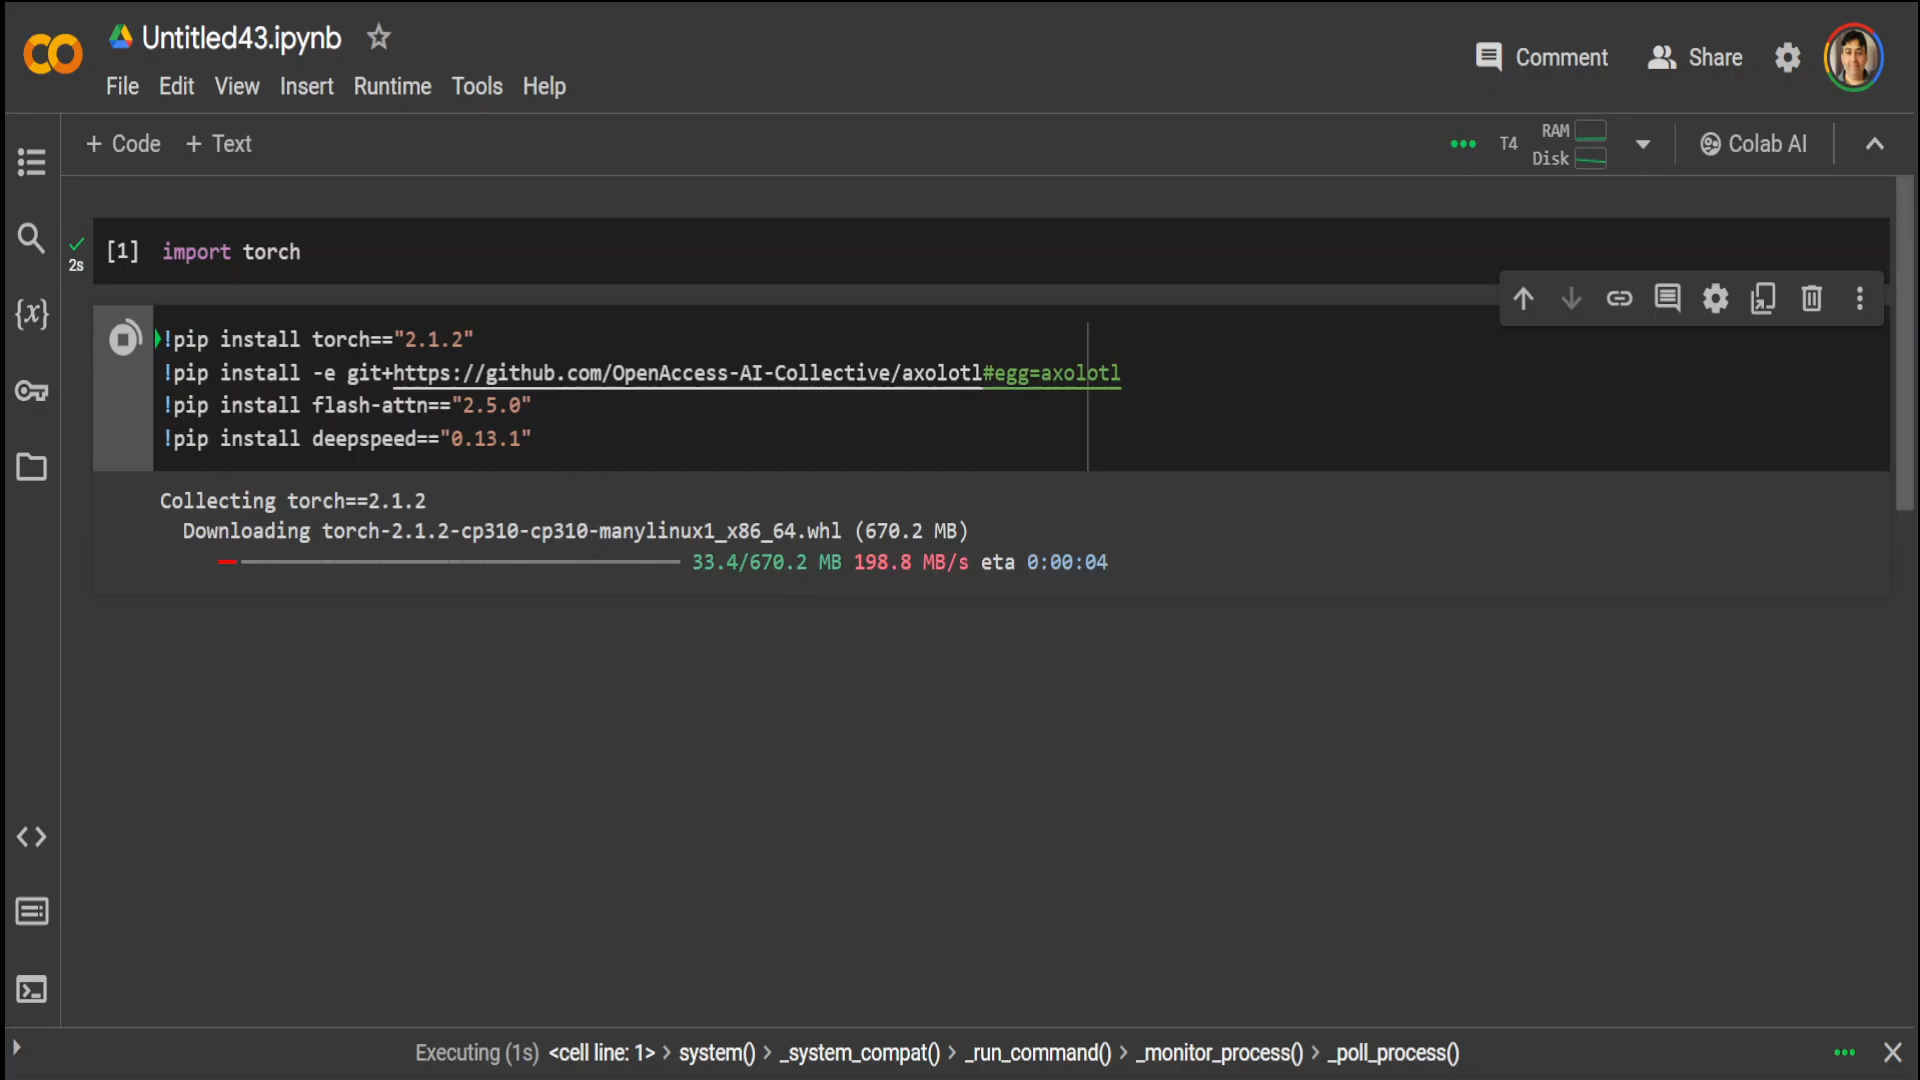 Untitled43.ipynb
Comment Share
File Edit View Insert Runtime Tools Help
+ Code + Text
T4 RAM Disk Colab AI
[1] import torch
2s
!pip install torch=="2.1.2"
!pip install -e git+https://github.com/OpenAccess-AI-Collective/axolotl#egg=axolotl
!pip install flash-attn=="2.5.0"
!pip install deepspeed=="0.13.1"
Collecting torch==2.1.2
Downloading torch-2.1.2-cp310-cp310-manylinux1_x86_64.whl (670.2 MB)
33.4/670.2 MB 198.8 MB/s eta 0:00:04
Executing (1s) <cell line: 1> > system() > _system_compat() > _run_command() > _monitor_process() > _poll_process()